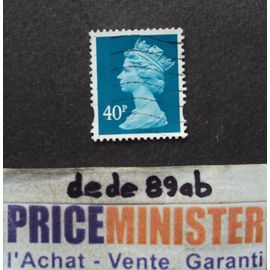 40P
dede 89ab
PRICEMINISTER
l'Achat - Vente Garanti